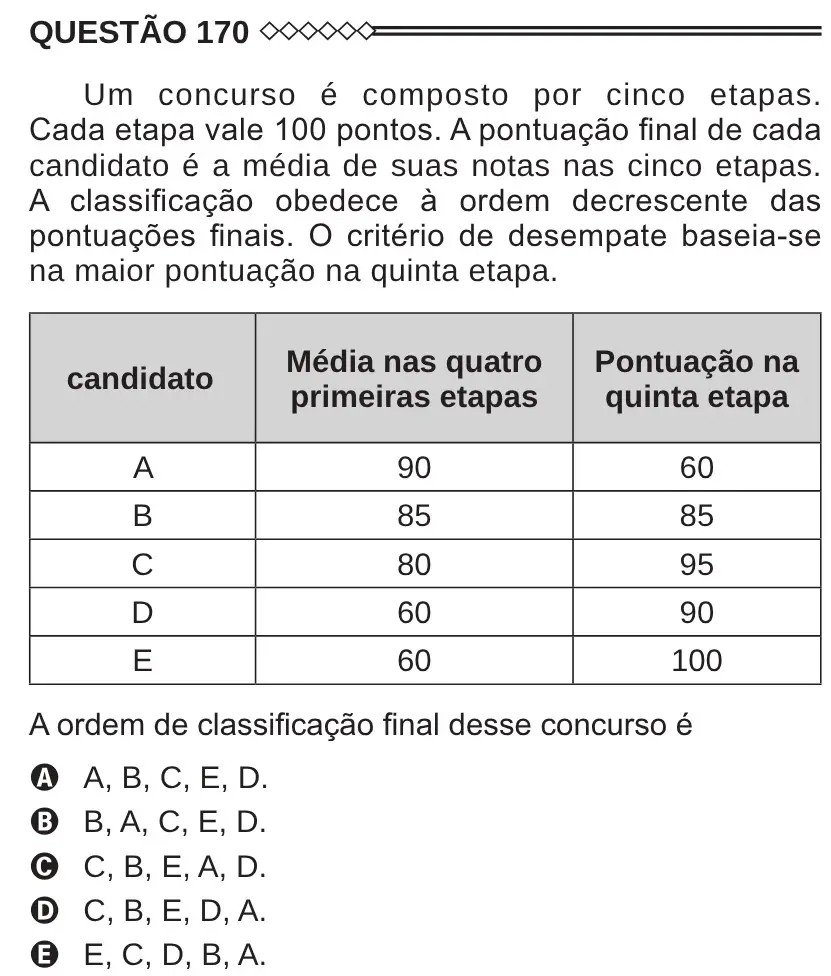 QUESTÃO 170
Um concurso é composto por cinco etapas.
Cada etapa vale 100 pontos. A pontuação final de cada
candidato é a média de suas notas nas cinco etapas.
A classificação obedece à ordem decrescente das
pontuações finais. O critério de desempate baseia-se
na maior pontuação na quinta etapa.
candidato Média nas quatro primeiras etapas Pontuação na quinta etapa
A 90 60
B 85 85
C 80 95
D 60 90
E 60 100
A ordem de classificação final desse concurso é
A A, B, C, E, D.
B B, A, C, E, D.
C C, B, E, A, D.
D C, B, E, D, A.
E E, C, D, B, A.